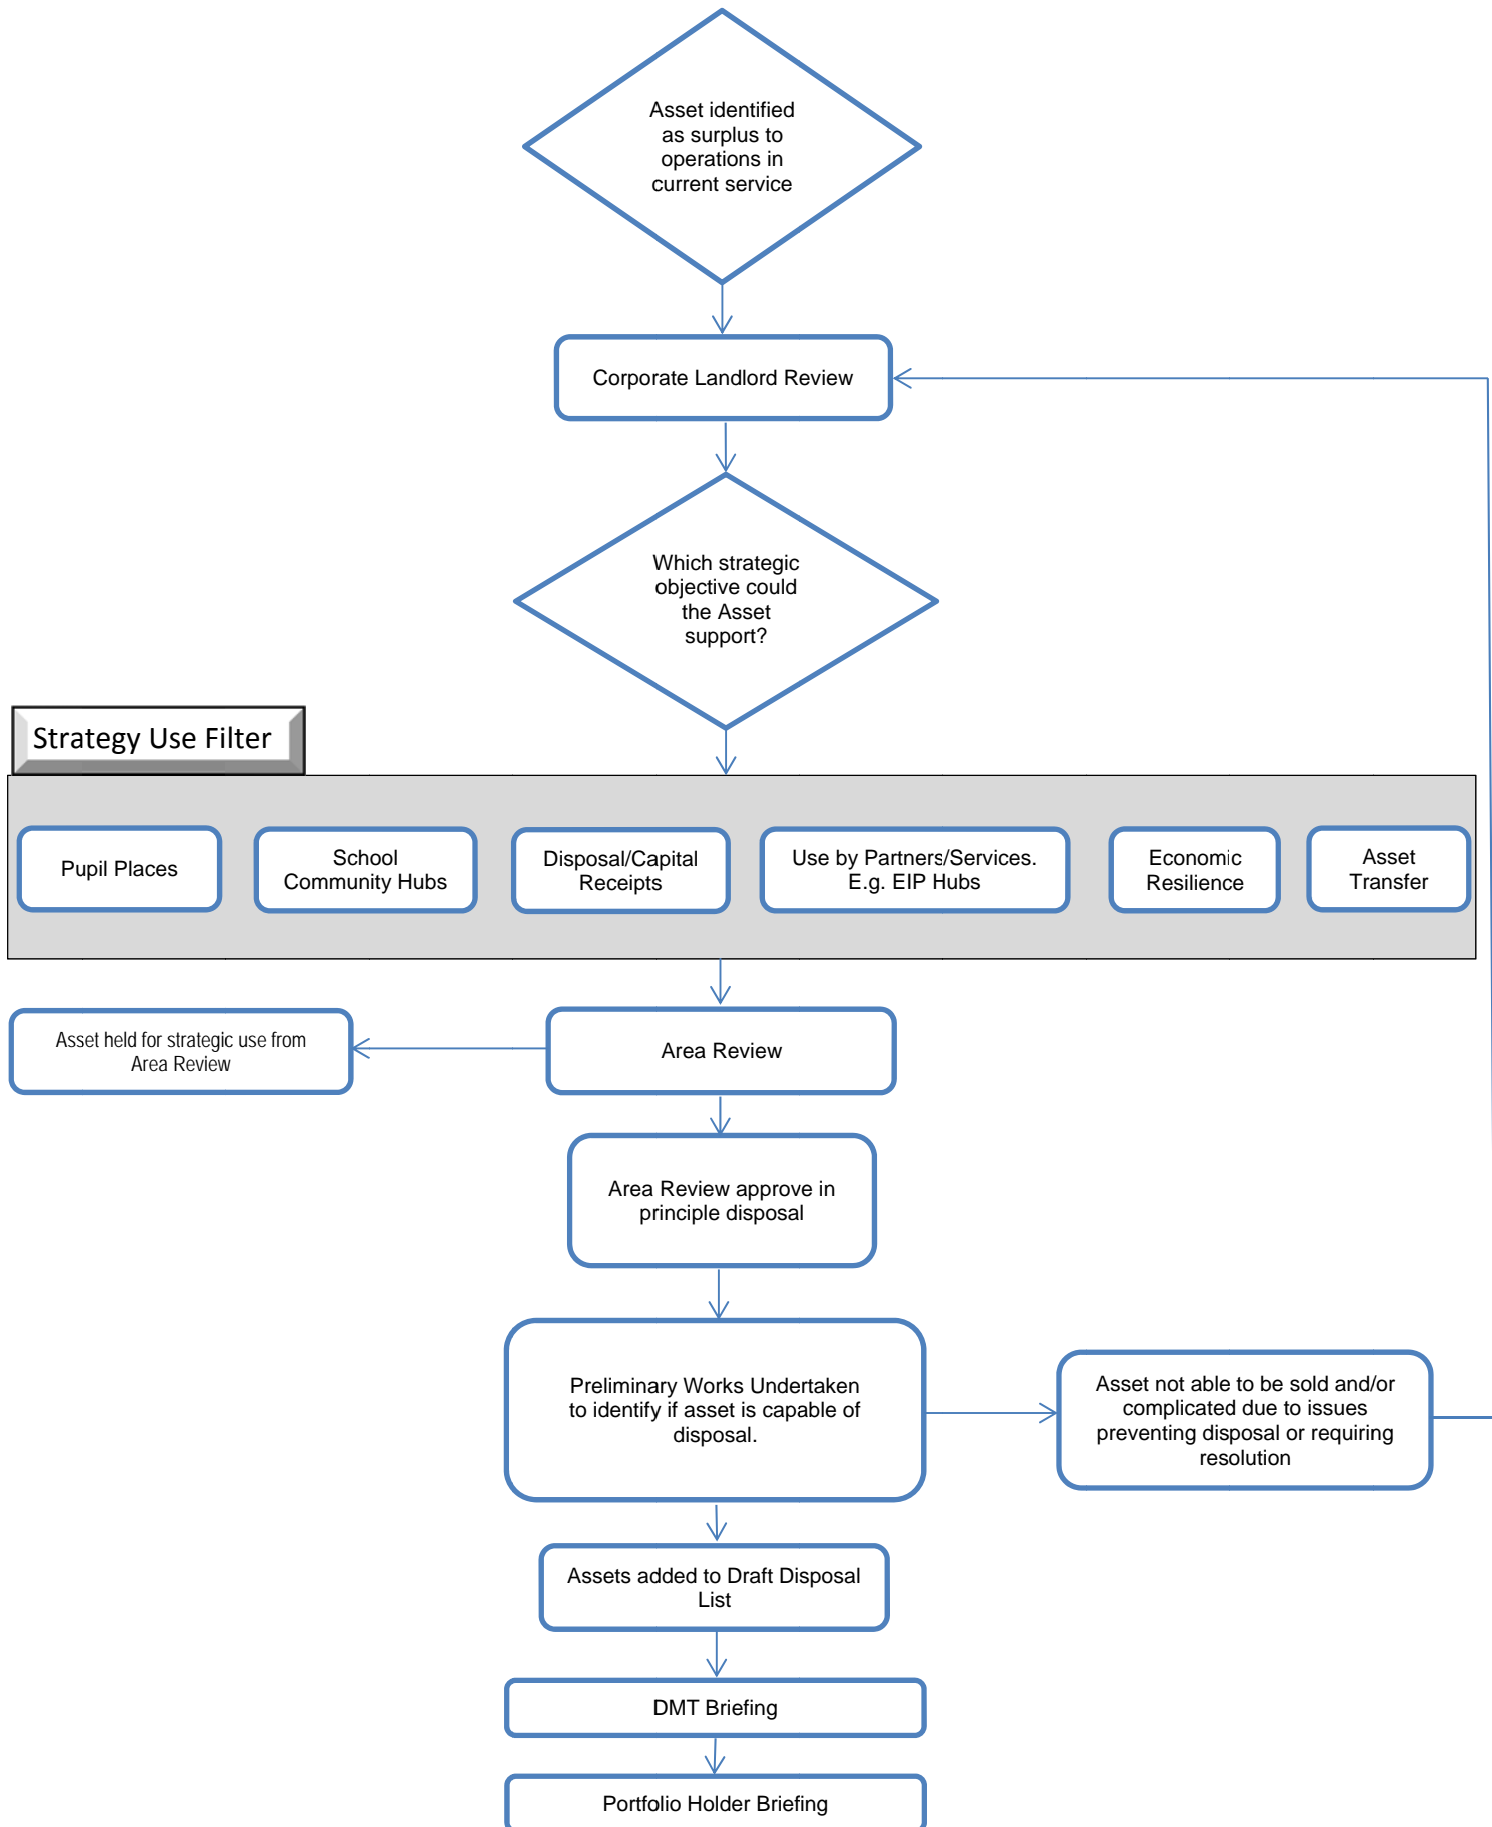 Asset identified
as surplus to
operations in
current service
Corporate Landlord Review
Which strategic
objective could
the Asset
support?
Strategy Use Filter
Pupil Places
School
Community Hubs
Disposal/Capital
Receipts
Use by Partners/Services.
E.g. EIP Hubs
Economic
Resilience
Asset
Transfer
Asset held for strategic use from
Area Review
Area Review
Area Review approve in
principle disposal
Preliminary Works Undertaken
to identify if asset is capable of
disposal.
Asset not able to be sold and/or
complicated due to issues
preventing disposal or requiring
resolution
Assets added to Draft Disposal
List
DMT Briefing
Portfolio Holder Briefing